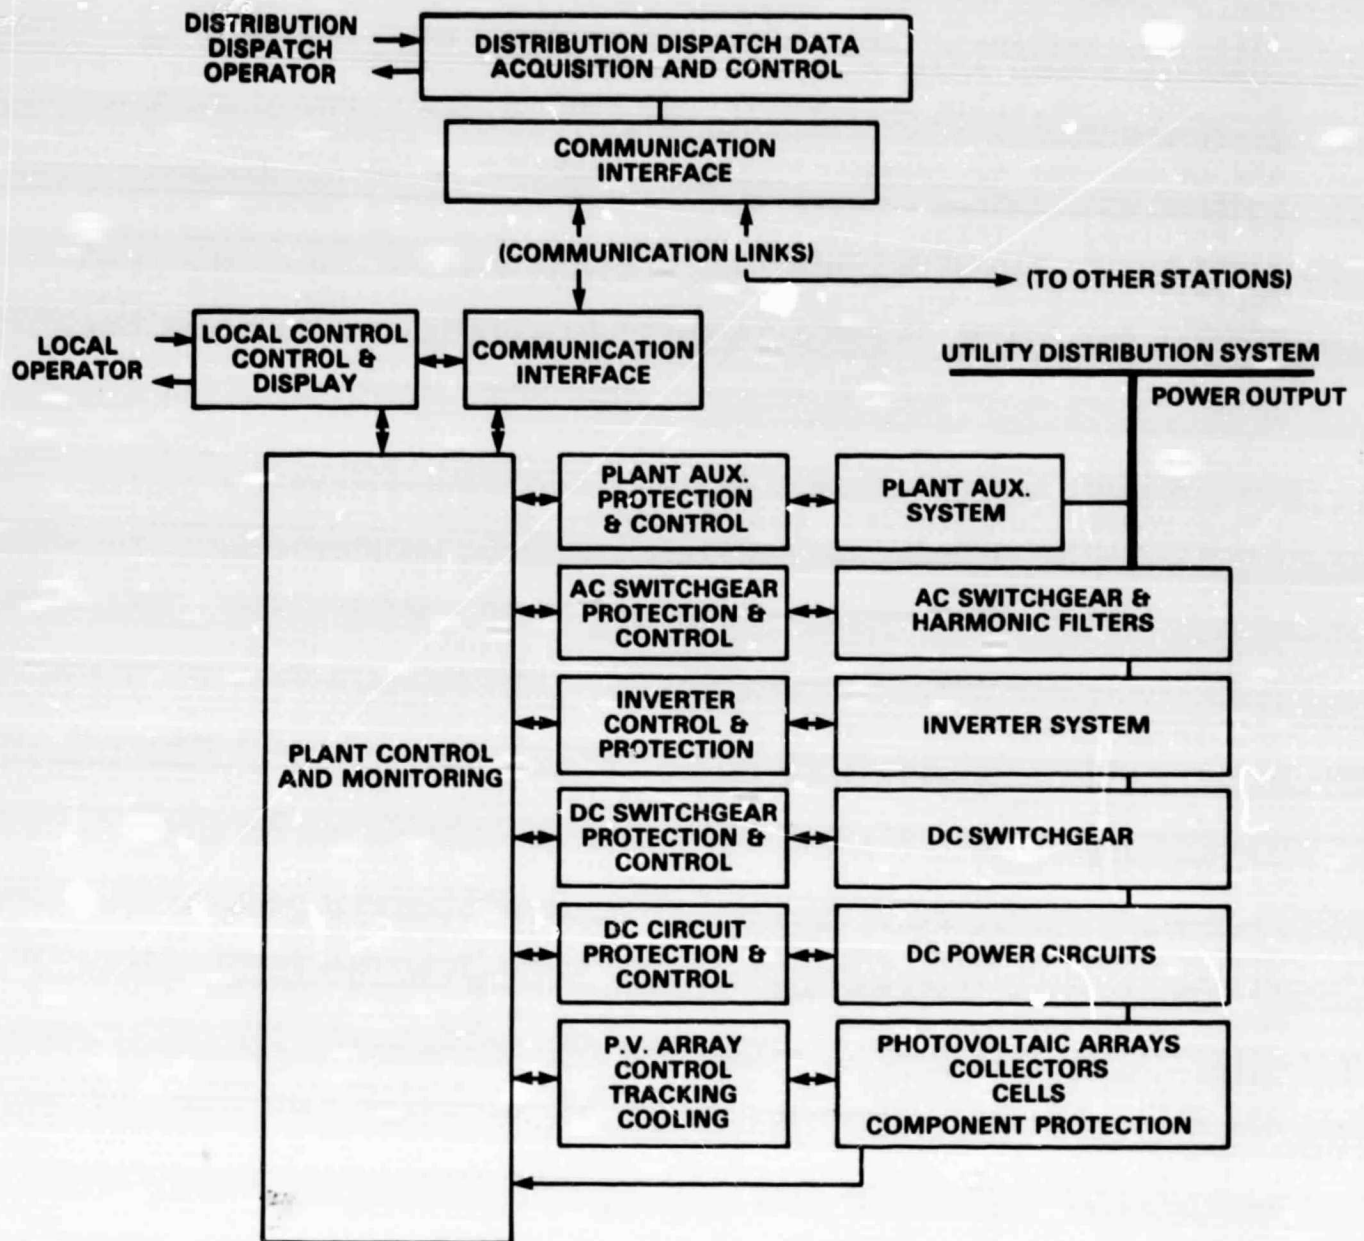 DISTRIBUTION
DISPATCH
OPERATOR
DISTRIBUTION DISPATCH DATA
ACQUISITION AND CONTROL
COMMUNICATION
INTERFACE
(COMMUNICATION LINKS)
(TO OTHER STATIONS)
LOCAL
OPERATOR
LOCAL CONTROL
CONTROL &
DISPLAY
COMMUNICATION
INTERFACE
UTILITY DISTRIBUTION SYSTEM
POWER OUTPUT
PLANT CONTROL
AND MONITORING
PLANT AUX.
PROTECTION
& CONTROL
PLANT AUX.
SYSTEM
AC SWITCHGEAR
PROTECTION &
CONTROL
AC SWITCHGEAR &
HARMONIC FILTERS
INVERTER
CONTROL &
PROTECTION
INVERTER SYSTEM
DC SWITCHGEAR
PROTECTION &
CONTROL
DC SWITCHGEAR
DC CIRCUIT
PROTECTION &
CONTROL
DC POWER CIRCUITS
P.V. ARRAY
CONTROL
TRACKING
COOLING
PHOTOVOLTAIC ARRAYS
COLLECTORS
CELLS
COMPONENT PROTECTION